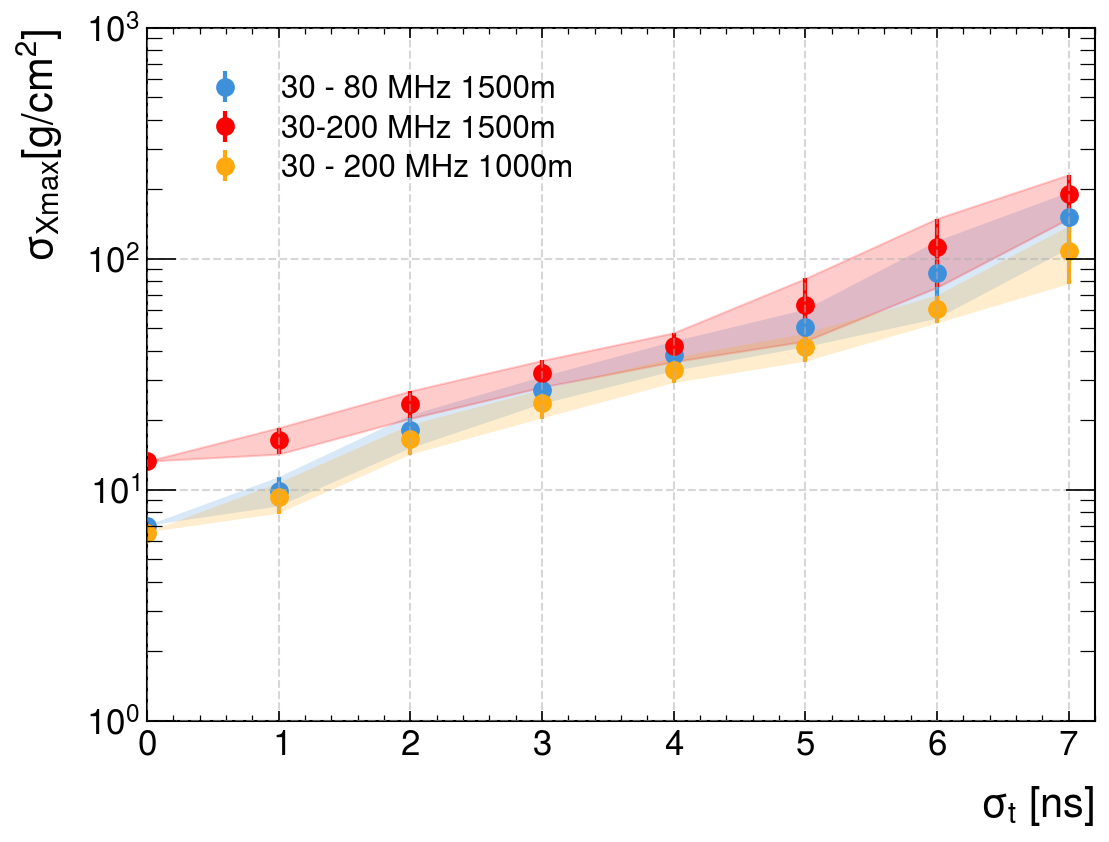 σXmax[g/cm²]
10³
10²
10¹
10⁰
30 - 80 MHz 1500m
30-200 MHz 1500m
30 - 200 MHz 1000m
0 1 2 3 4 5 6 7
σt [ns]